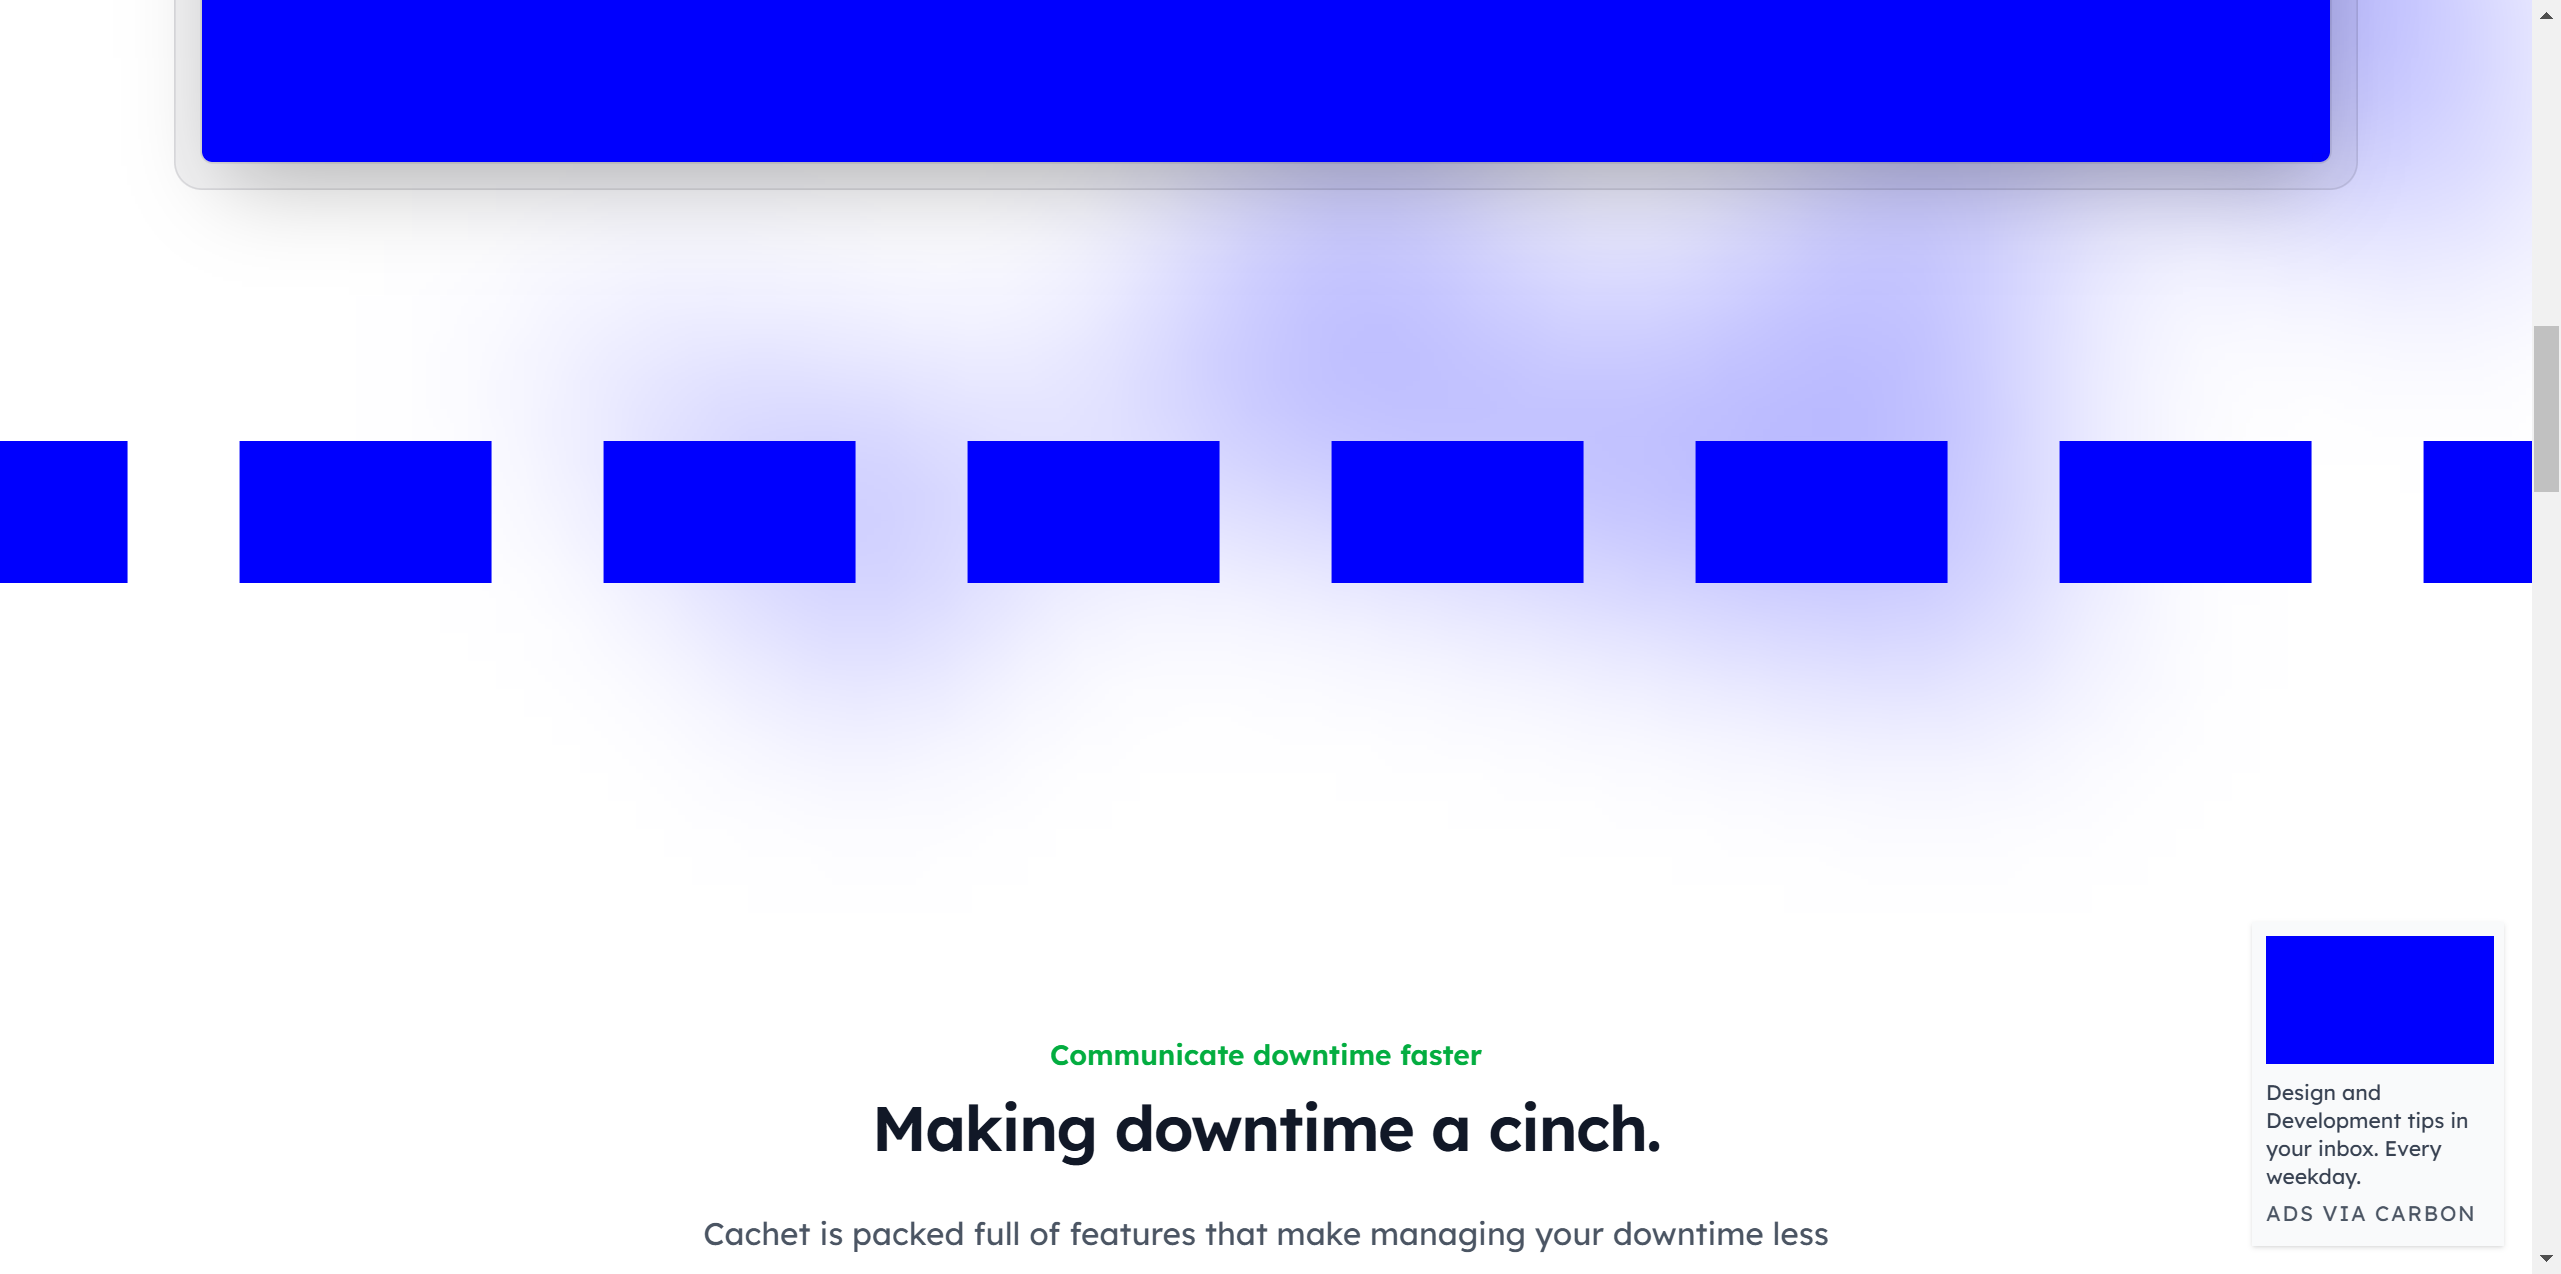 Communicate downtime faster
Making downtime a cinch.
Cachet is packed full of features that make managing your downtime less
Design and
Development tips in
your inbox. Every
weekday.
ADS VIA CARBON